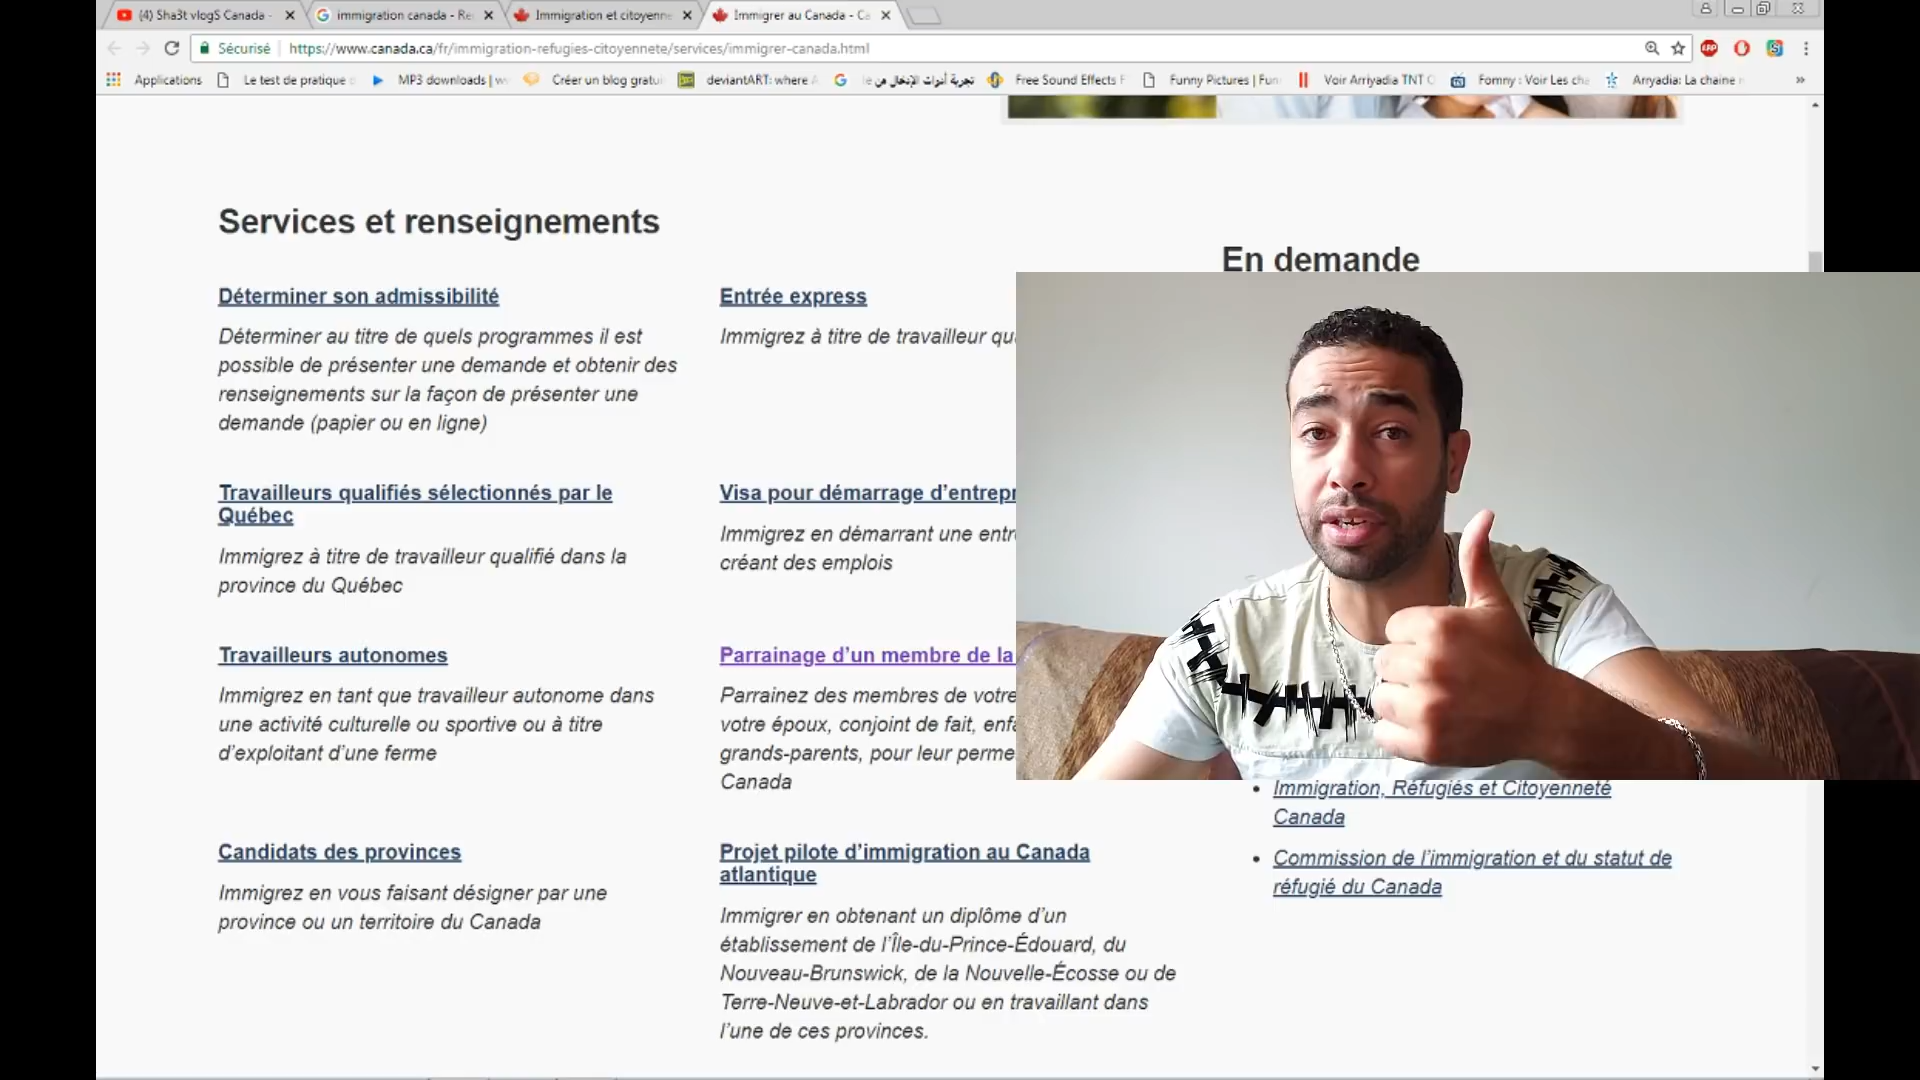 (4) Sha3t vlogS Canada -
immigration canada - Re
Immigration et citoyenne
Immigrer au Canada - Ca
Sécurisé
https://www.canada.ca/fr/immigration-refugies-citoyennete/services/immigrer-canada.html
Applications
Le test de pratique
MP3 downloads | w
Créer un blog gratu
deviantART: where A
تجربة أدوات الإدخال من
Free Sound Effects F
Funny Pictures | Fun
Voir Arriyadia TNT
Fomny : Voir Les cha
Arryadia: La chaine
Services et renseignements
Déterminer son admissibilité
Déterminer au titre de quels programmes il est
possible de présenter une demande et obtenir des
renseignements sur la façon de présenter une
demande (papier ou en ligne)
Entrée express
Immigrez à titre de travailleur qu
Travailleurs qualifiés sélectionnés par le
Québec
Immigrez à titre de travailleur qualifié dans la
province du Québec
Visa pour démarrage d'entrepr
Immigrez en démarrant une entr
créant des emplois
Travailleurs autonomes
Immigrez en tant que travailleur autonome dans
une activité culturelle ou sportive ou à titre
d'exploitant d'une ferme
Parrainage d'un membre de la
Parrainez des membres de votre
votre époux, conjoint de fait, enfa
grands-parents, pour leur perme
Canada
Candidats des provinces
Immigrez en vous faisant désigner par une
province ou un territoire du Canada
Projet pilote d'immigration au Canada
atlantique
Immigrer en obtenant un diplôme d'un
établissement de l'Île-du-Prince-Édouard, du
Nouveau-Brunswick, de la Nouvelle-Écosse ou de
Terre-Neuve-et-Labrador ou en travaillant dans
l'une de ces provinces.
En demande
Immigration, Réfugiés et Citoyenneté
Canada
Commission de l'immigration et du statut de
réfugié du Canada